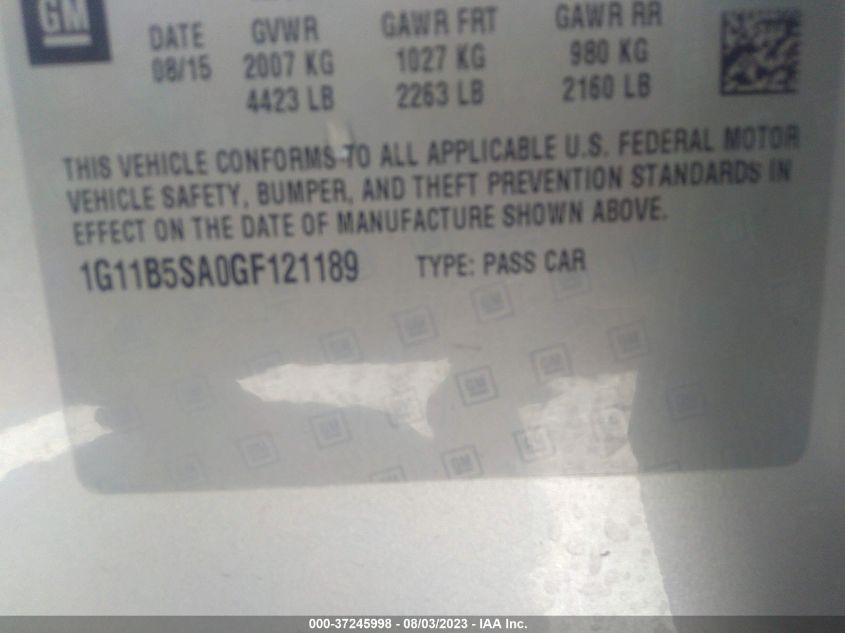 GM
DATE GVWR GAWR FRT GAWR RR
08/15 2007 KG 1027 KG 980 KG
4423 LB 2263 LB 2160 LB
THIS VEHICLE CONFORMS TO ALL APPLICABLE U.S. FEDERAL MOTOR
VEHICLE SAFETY, BUMPER, AND THEFT PREVENTION STANDARDS IN
EFFECT ON THE DATE OF MANUFACTURE SHOWN ABOVE.
1G11B5SA0GF121189 TYPE: PASS CAR
000-37245998 - 08/03/2023 - IAA Inc.